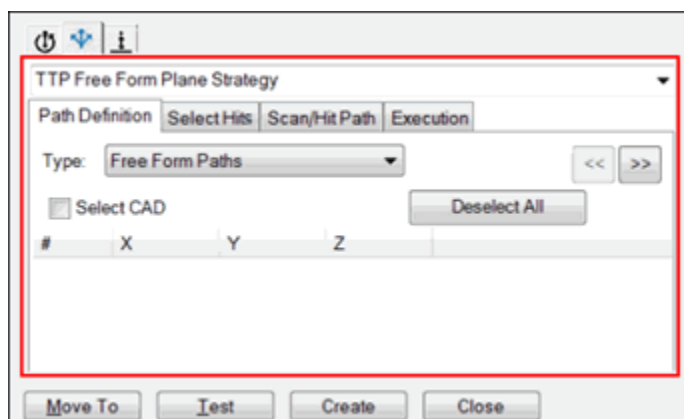 TTP Free Form Plane Strategy
Path Definition Select Hits Scan/Hit Path Execution
Type: Free Form Paths << >>
Select CAD Deselect All
# X Y Z
Move To Test Create Close